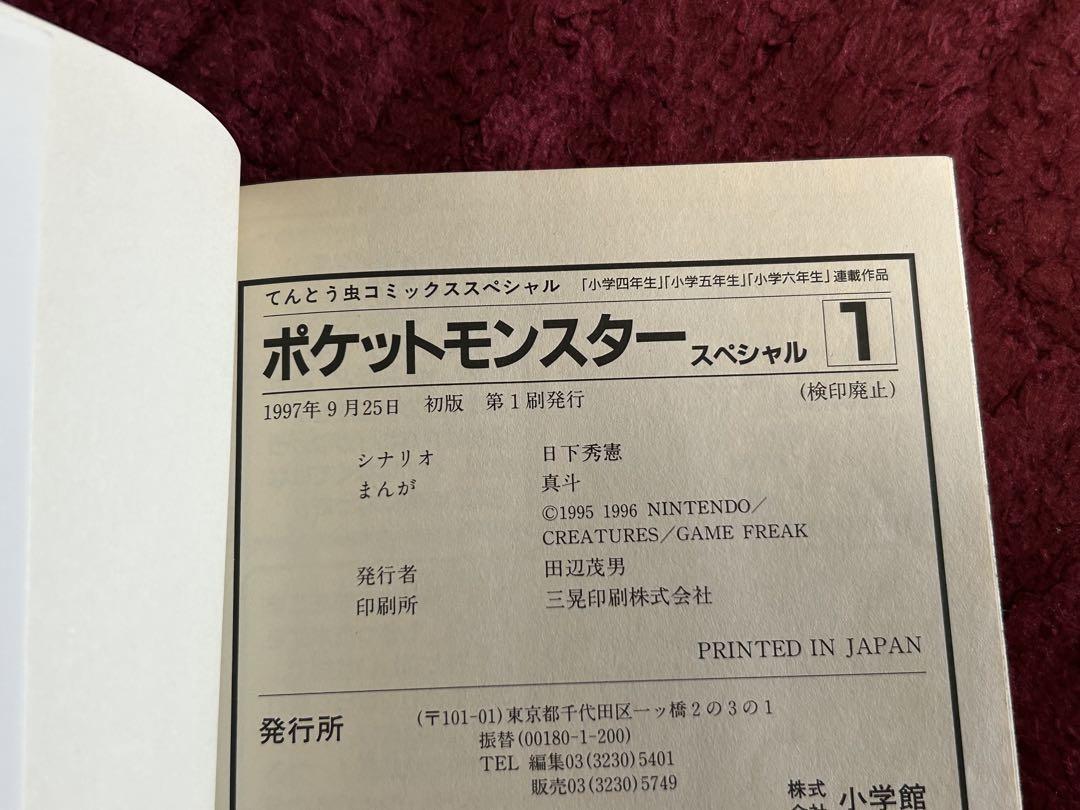 てんとう虫コミックススペシャル 「小学四年生」「小学五年生」「小学六年生」連載作品
ポケットモンスター スペシャル 1
1997年9月25日 初版 第1刷発行 (検印廃止)
シナリオ 日下秀憲
まんが 真斗
©1995 1996 NINTENDO/
CREATURES/GAME FREAK
発行者 田辺茂男
印刷所 三晃印刷株式会社
PRINTED IN JAPAN
発行所 (〒101-01)東京都千代田区一ッ橋2の3の1
振替(00180-1-200)
TEL 編集03(3230)5401
販売03(3230)5749
株式会社 小学館